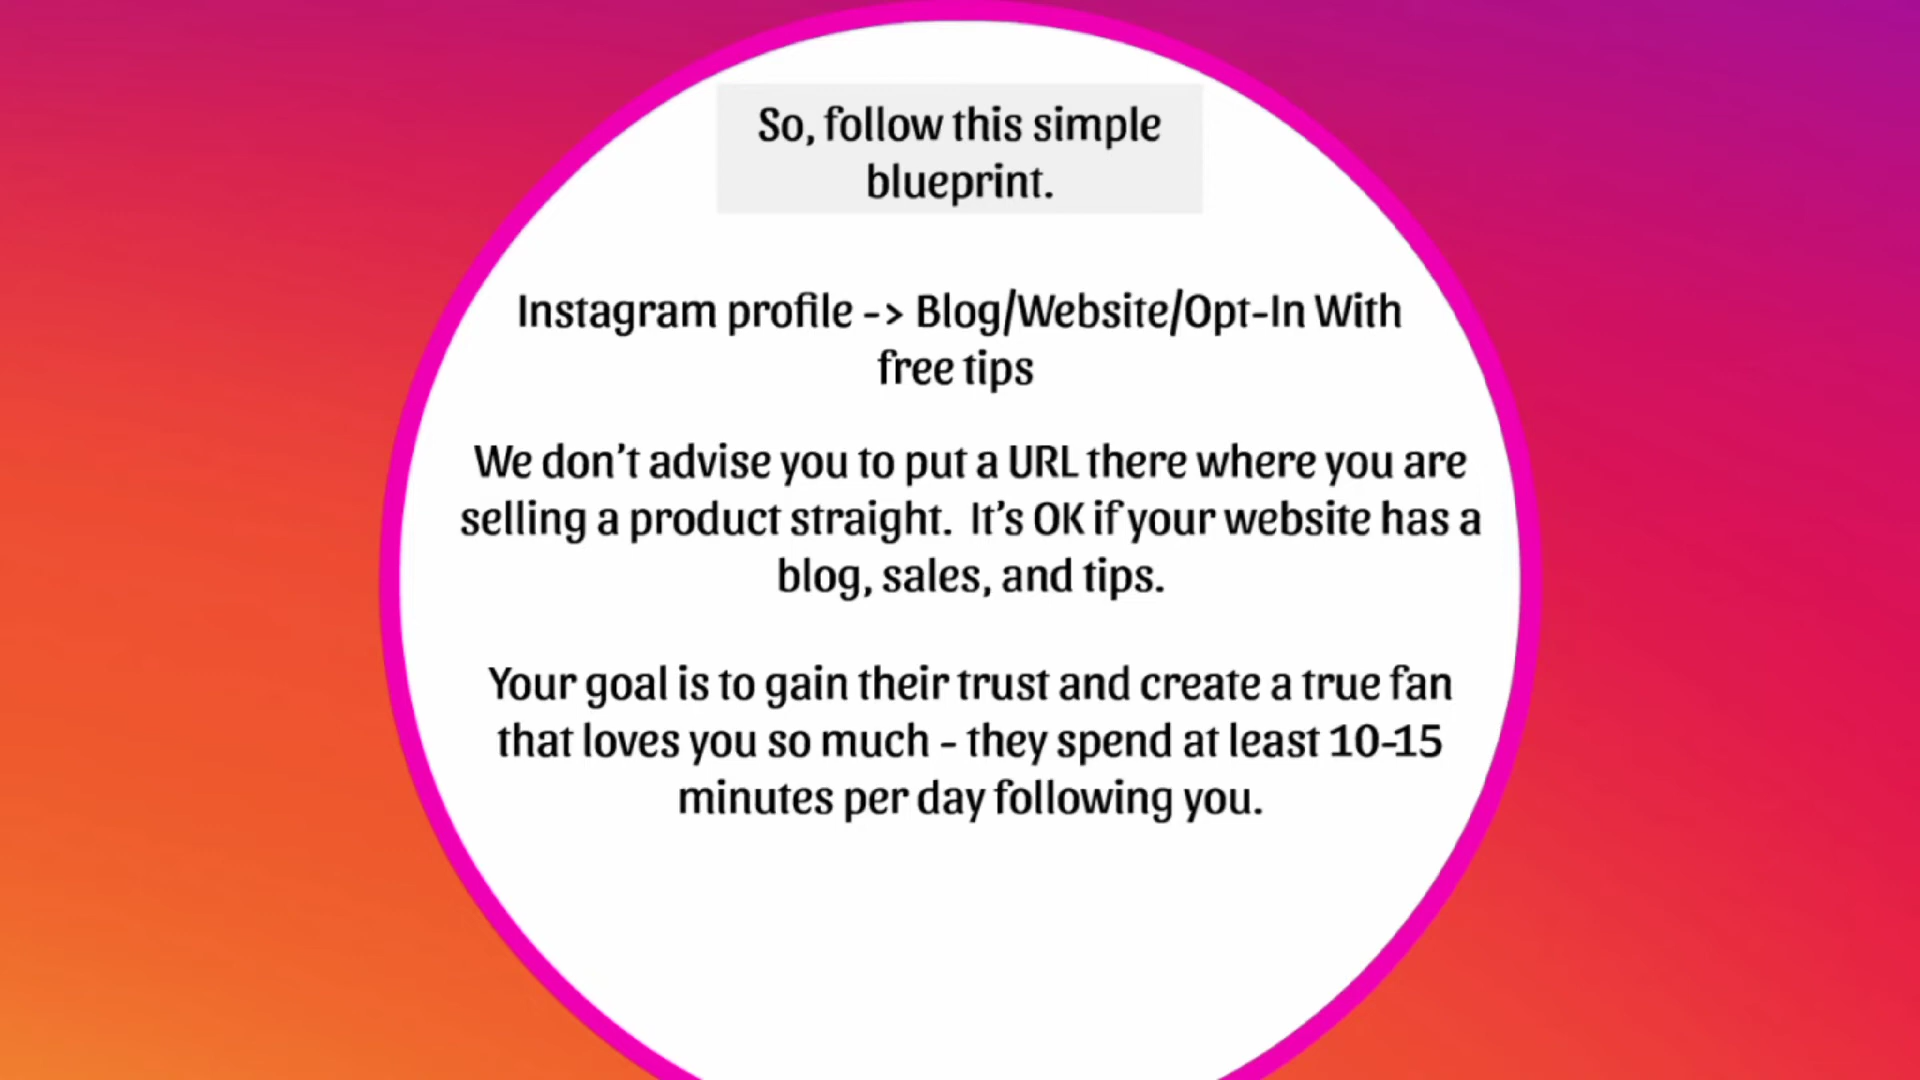 So, follow this simple
blueprint.
Instagram profile -> Blog/Website/Opt-In With
free tips
We don’t advise you to put a URL there where you are
selling a product straight.  It’s OK if your website has a
blog, sales, and tips.
Your goal is to gain their trust and create a true fan
that loves you so much - they spend at least 10-15
minutes per day following you.